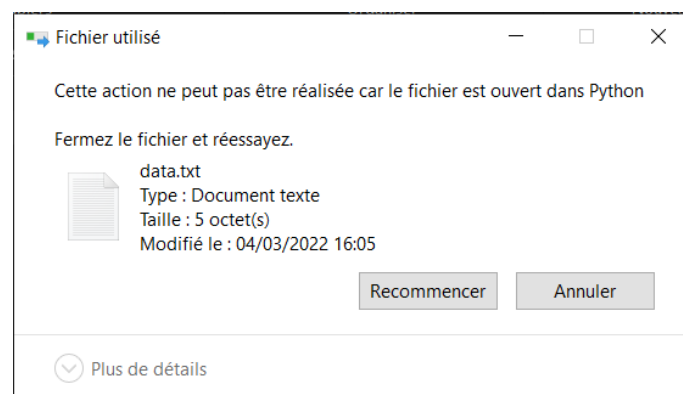 Fichier utilisé
Cette action ne peut pas être réalisée car le fichier est ouvert dans Python
Fermez le fichier et réessayez.
data.txt
Type : Document texte
Taille : 5 octet(s)
Modifié le : 04/03/2022 16:05
Recommencer Annuler
Plus de détails